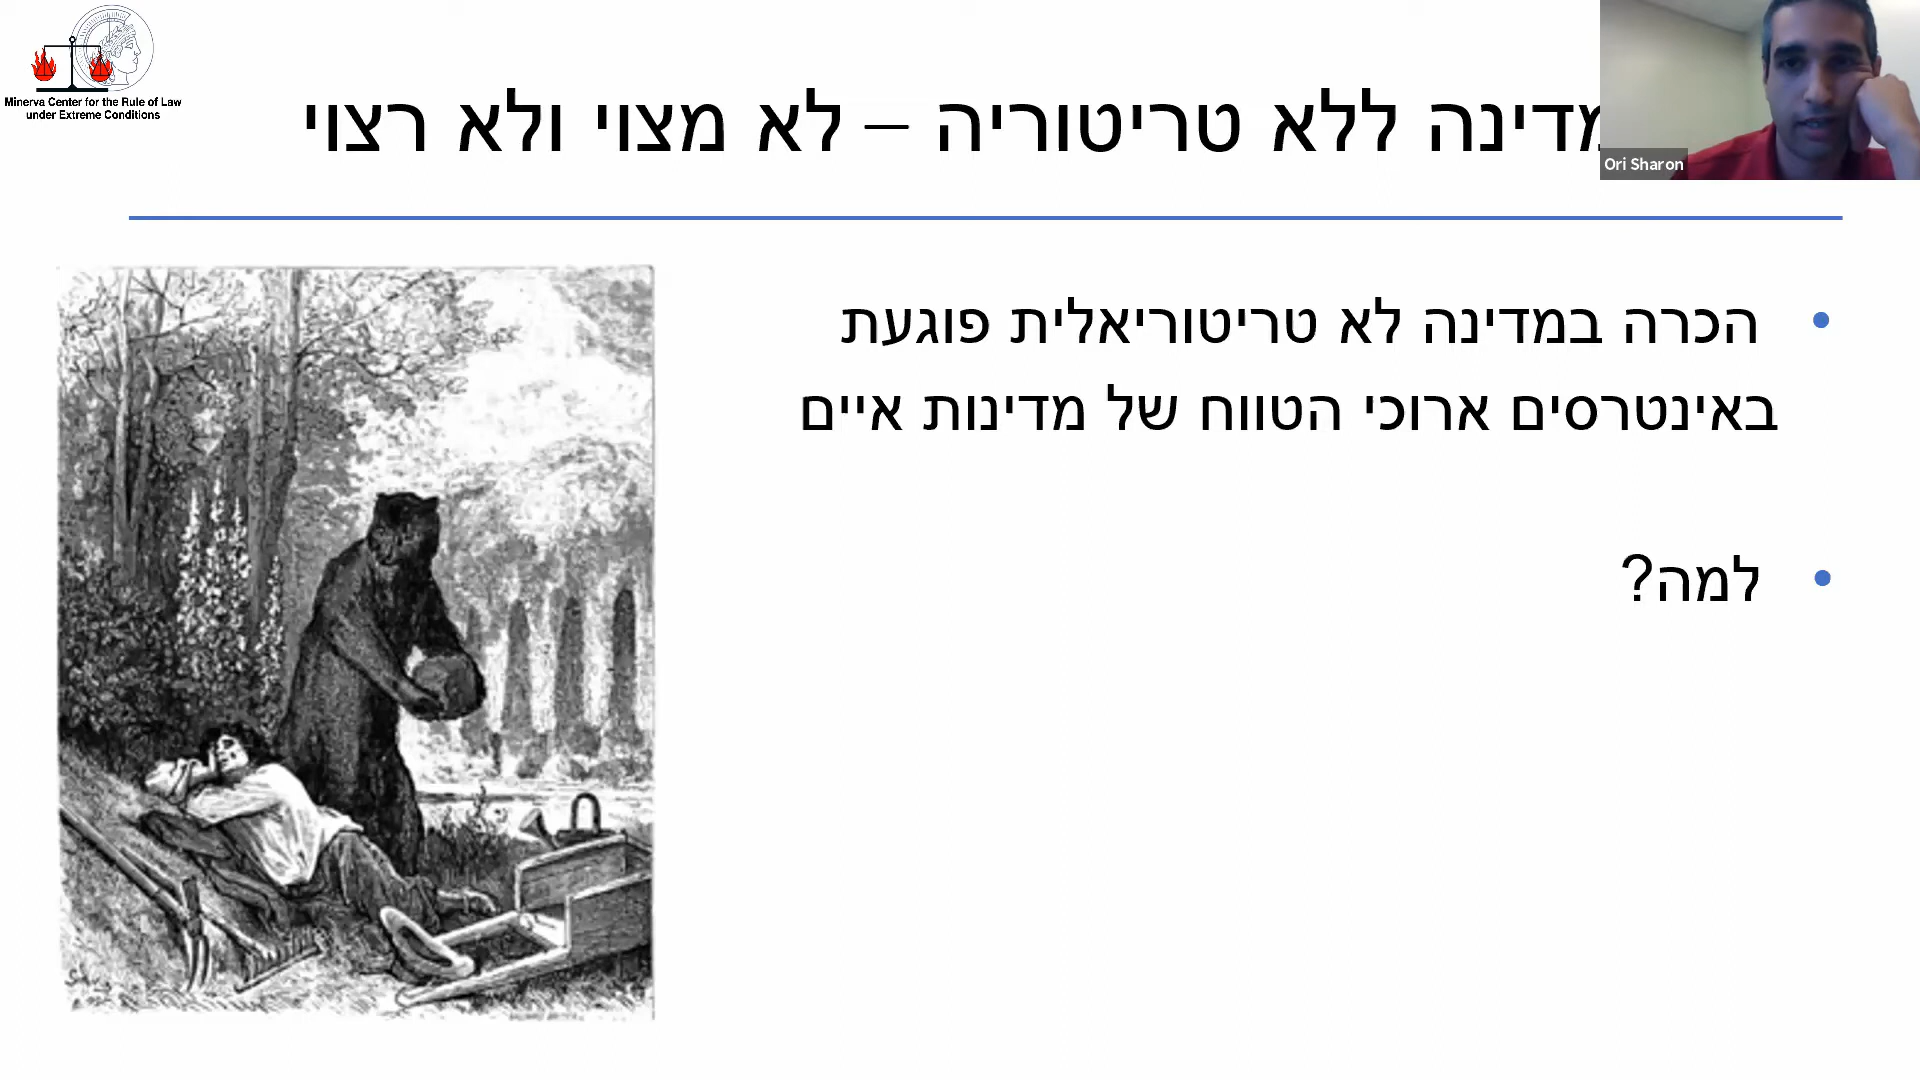 Minerva Center for the Rule of Law
under Extreme Conditions
מדינה ללא טריטוריה – לא מצוי ולא רצוי
Ori Sharon
הכרה במדינה לא טריטוריאלית פוגעת
באינטרסים ארוכי הטווח של מדינות איים
למה?